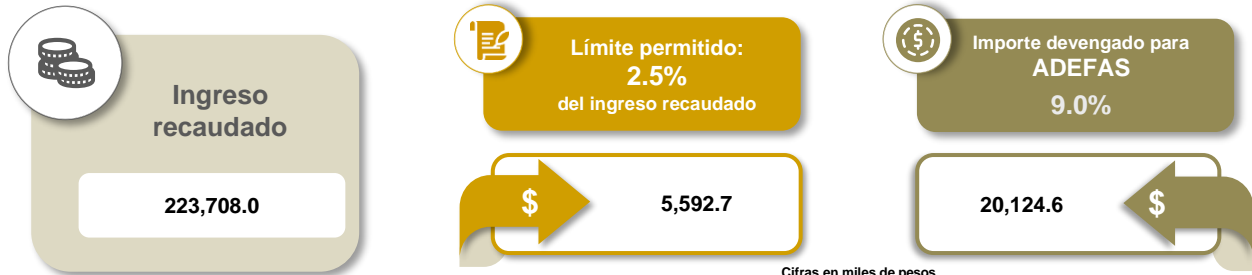 Ingreso
recaudado
223,708.0
Límite permitido:
2.5%
del ingreso recaudado
$
5,592.7
Importe devengado para
ADEFAS
9.0%
20,124.6
$
Cifras en miles de pesos